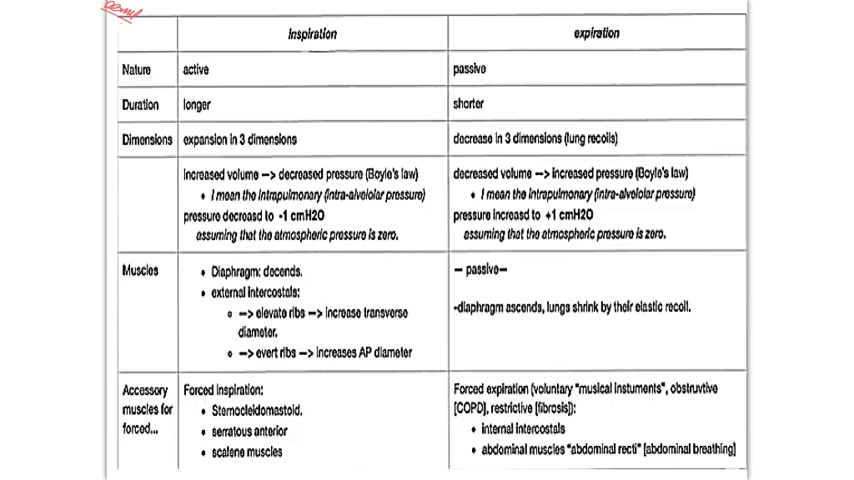 inspiration expiration
Nature active passive
Duration longer shorter
Dimensions expansion in 3 dimensions decrease in 3 dimensions (lung recoils)
Increased volume —> decreased pressure (Boyle's law)
• I mean the intrapulmonary (intra-alvelolar pressure)
pressure decreasd to -1 cmH2O
assuming that the atmospheric pressure is zero.
decreased volume —> increased pressure (Boyle's law)
• I mean the intrapulmonary (intra-alvelolar pressure)
pressure increasd to +1 cmH2O
assuming that the atmospheric pressure is zero.
Muscles
• Diaphragm: decends.
• external intercostals:
○ —> elevate ribs —> increase transverse
diameter.
○ —> evert ribs —> increases AP diameter
— passive—
-diaphragm ascends, lungs shrink by their elastic recoil.
Accessory
muscles for
forced...
Forced inspiration:
• Sternocleidomastoid.
• serratous anterior
• scalene muscles
Forced expiration (voluntary "musical instuments", obstruvtive
[COPD], restrictive [fibrosis]):
• internal intercostals
• abdominal muscles "abdominal recti" [abdominal breathing]